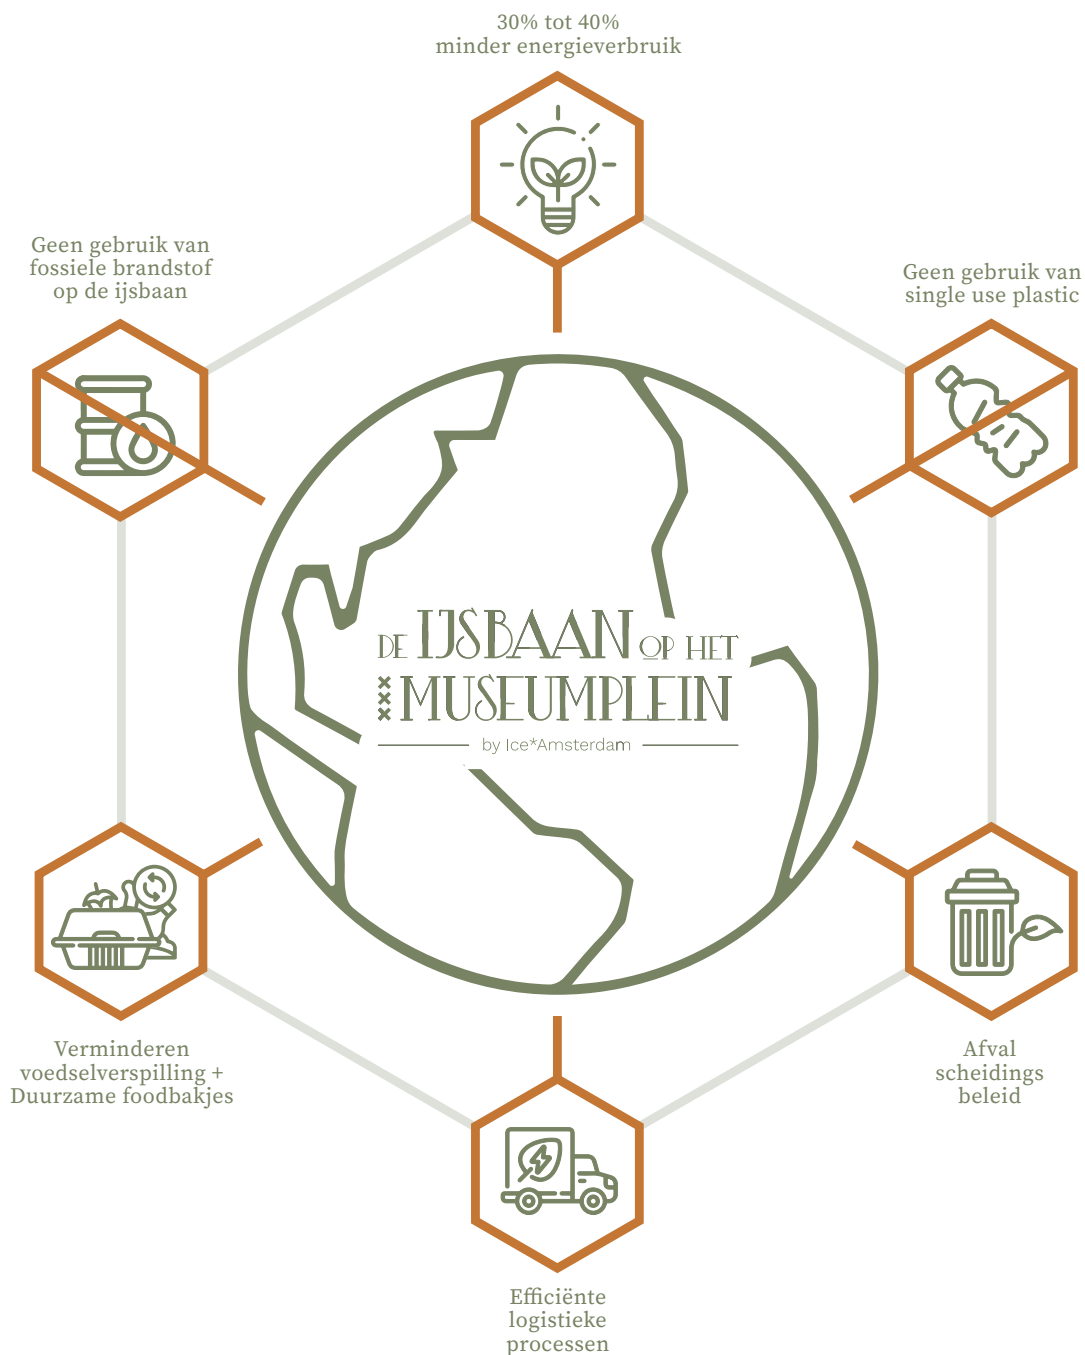 30% tot 40%
minder energieverbruik
Geen gebruik van
fossiele brandstof
op de ijsbaan
Geen gebruik van
single use plastic
DE IJSBAAN OP HET
MUSEUMPLEIN
by Ice*Amsterdam
Verminderen
voedselverspilling +
Duurzame foodbakjes
Afval
scheidings
beleid
Efficiënte
logistieke
processen